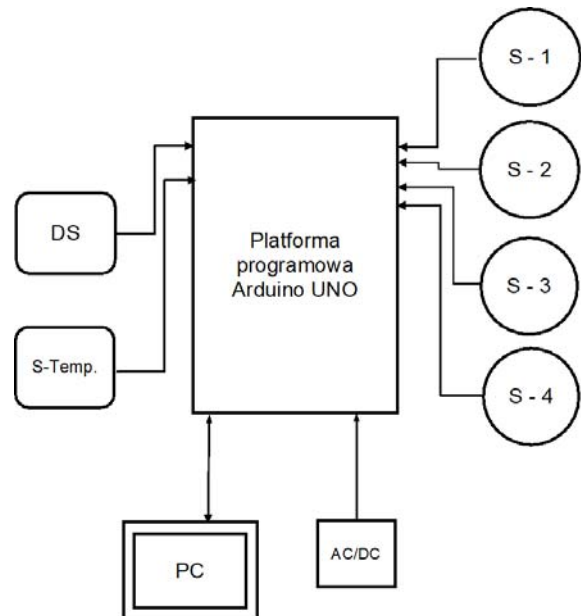 S - 1
S - 2
DS
Platforma
programowa
Arduino UNO
S - 3
S-Temp.
S - 4
PC
AC/DC